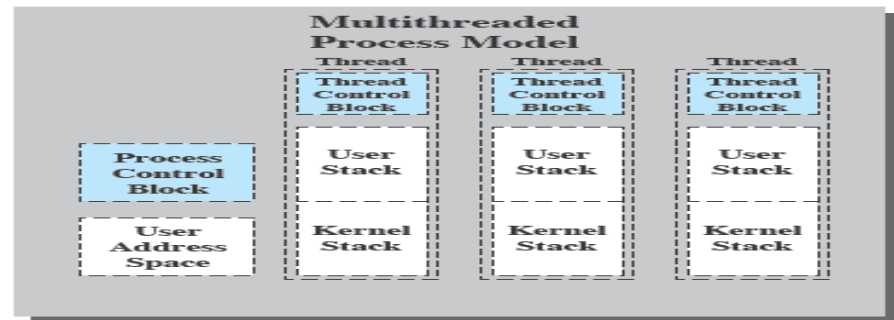 Multithreaded
Process Model
Process
Control
Block
User
Address
Space
Thread
Thread
Control
Block
User
Stack
Kernel
Stack
Thread
Thread
Control
Block
User
Stack
Kernel
Stack
Thread
Thread
Control
Block
User
Stack
Kernel
Stack